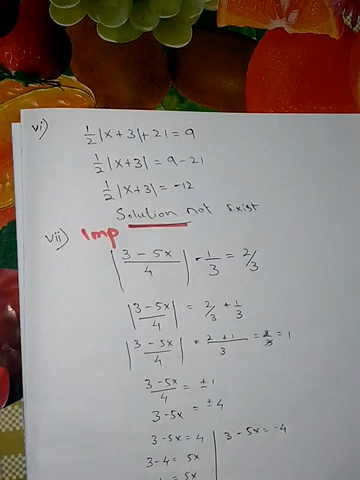 vi) ½|x+3|+21=9
½|x+3|=9-21
½|x+3|=-12
Solution not Exist
vii) Imp
|3-5x/4| - 1/3 = 2/3
|3-5x/4| = 2/3 + 1/3
|3-5x/4| = 2+1/3 = 3/3 = 1
3-5x/4 = ±1
3-5x = ±4
3-5x=4 | 3-5x=-4
3-4=5x